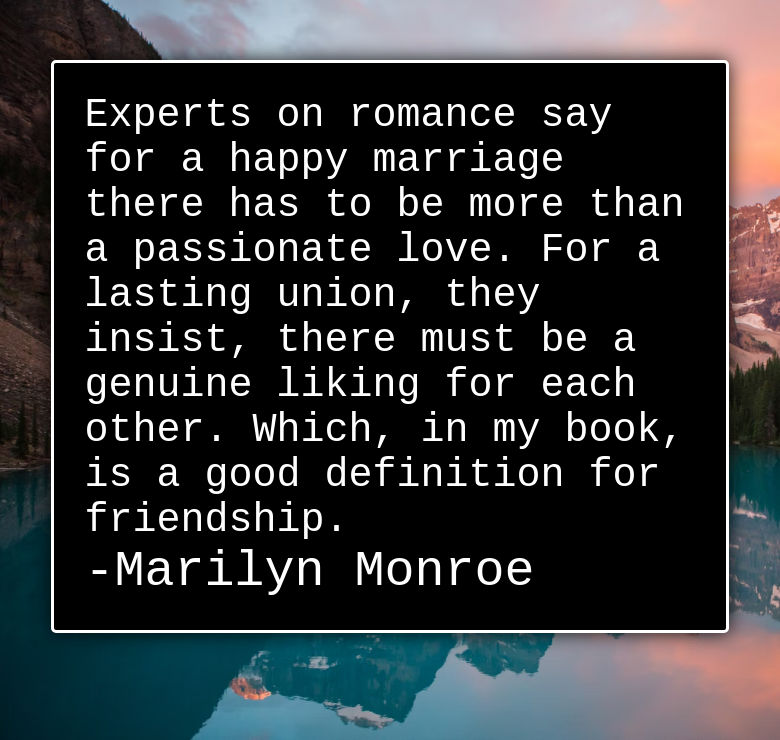 Experts on romance say
for a happy marriage
there has to be more than
a passionate love. For a
lasting union, they
insist, there must be a
genuine liking for each
other. Which, in my book,
is a good definition for
friendship.
-Marilyn Monroe